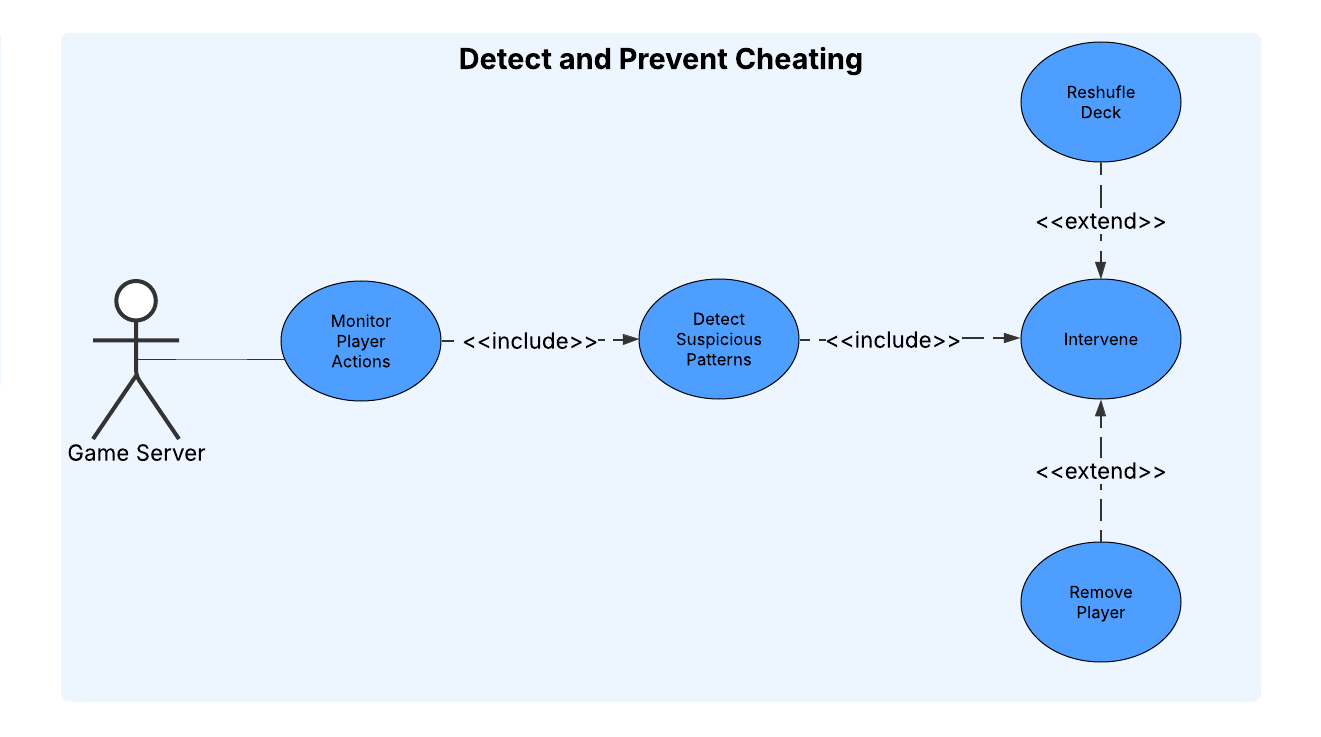 Detect and Prevent Cheating
Reshufle
Deck
<<extend>>
Monitor
Player
Actions
<<include>>
Detect
Suspicious
Patterns
<<include>>
Intervene
Game Server
<<extend>>
Remove
Player